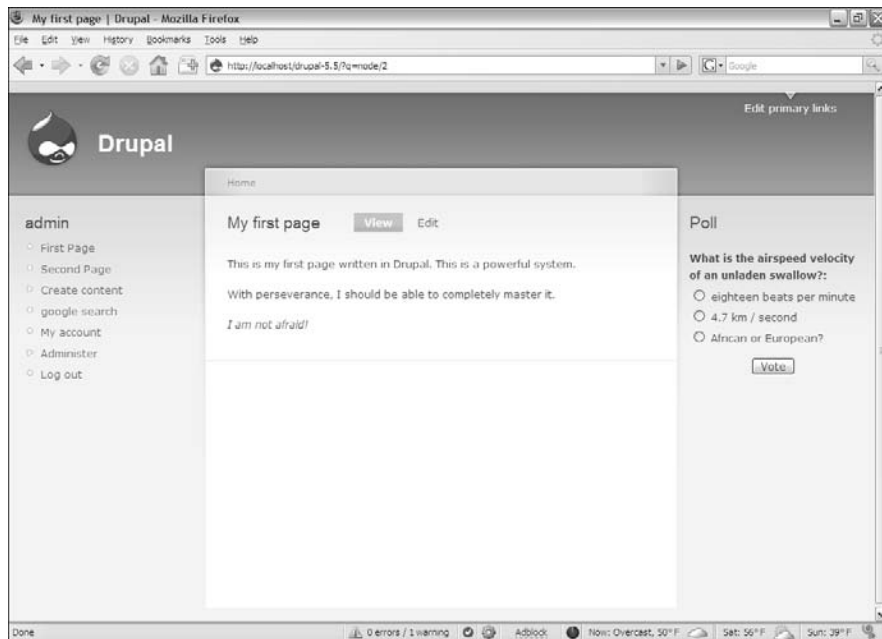 My first page | Drupal - Mozilla Firefox
File Edit View History Bookmarks Tools Help
http://localhost/drupal-5.5/?q=node/2
G Google
Edit primary links
Drupal
Home
admin
First Page
Second Page
Create content
google search
My account
Administer
Log out
My first page View Edit
This is my first page written in Drupal. This is a powerful system.
With perseverance, I should be able to completely master it.
I am not afraid!
Poll
What is the airspeed velocity
of an unladen swallow?:
eighteen beats per minute
4.7 km / second
African or European?
Vote
Done 0 errors / 1 warning Adblock Now: Overcast, 50° F Sat: 56° F Sun: 39° F